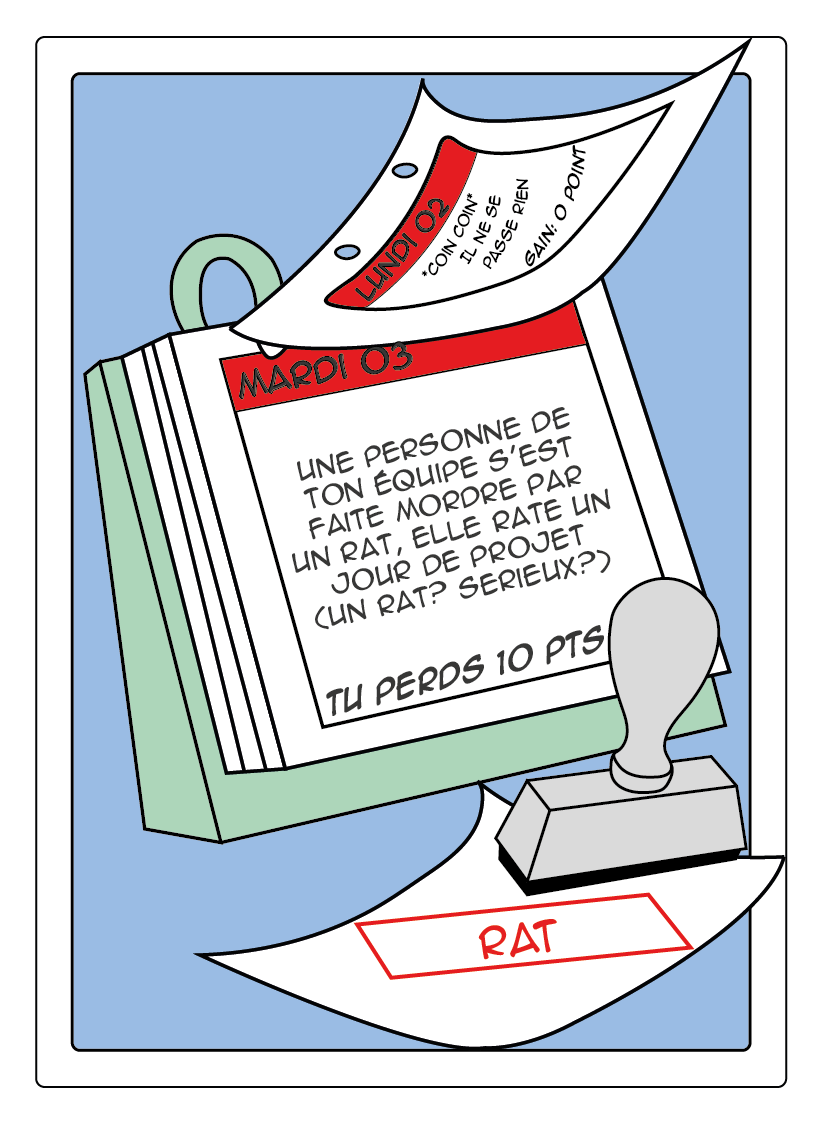 LUNDI 02
*COIN COIN*
IL NE SE
PASSE RIEN
GAIN: 0 POINT
MARDI 03
UNE PERSONNE DE
TON ÉQUIPE S'EST
FAITE MORDRE PAR
UN RAT, ELLE RATE UN
JOUR DE PROJET
(UN RAT? SERIEUX?)
TU PERDS 10 PTS
RAT